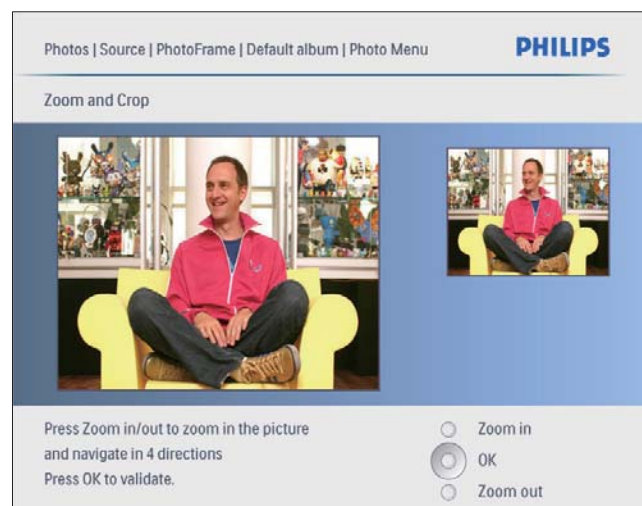 Photos | Source | PhotoFrame | Default album | Photo Menu
PHILIPS
Zoom and Crop
Press Zoom in/out to zoom in the picture
and navigate in 4 directions
Press OK to validate.
Zoom in
OK
Zoom out